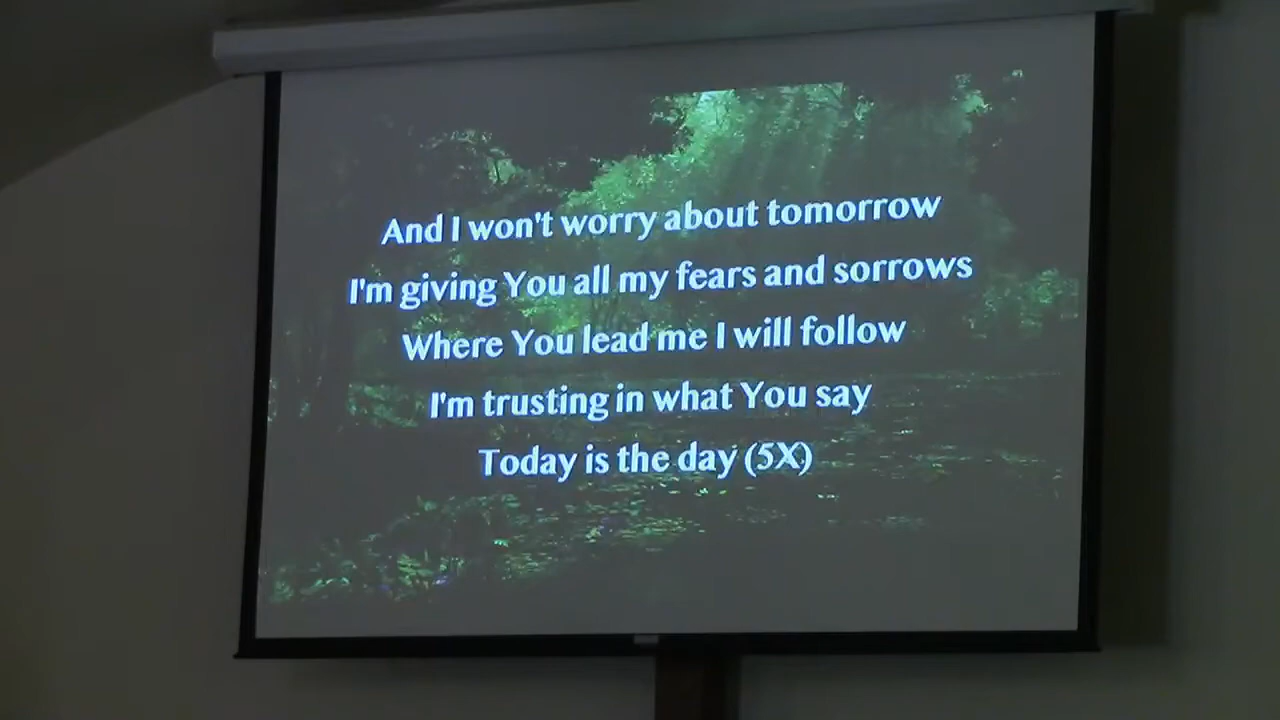 And I won't worry about tomorrow
I'm giving You all my fears and sorrows
Where You lead me I will follow
I'm trusting in what You say
Today is the day (5X)